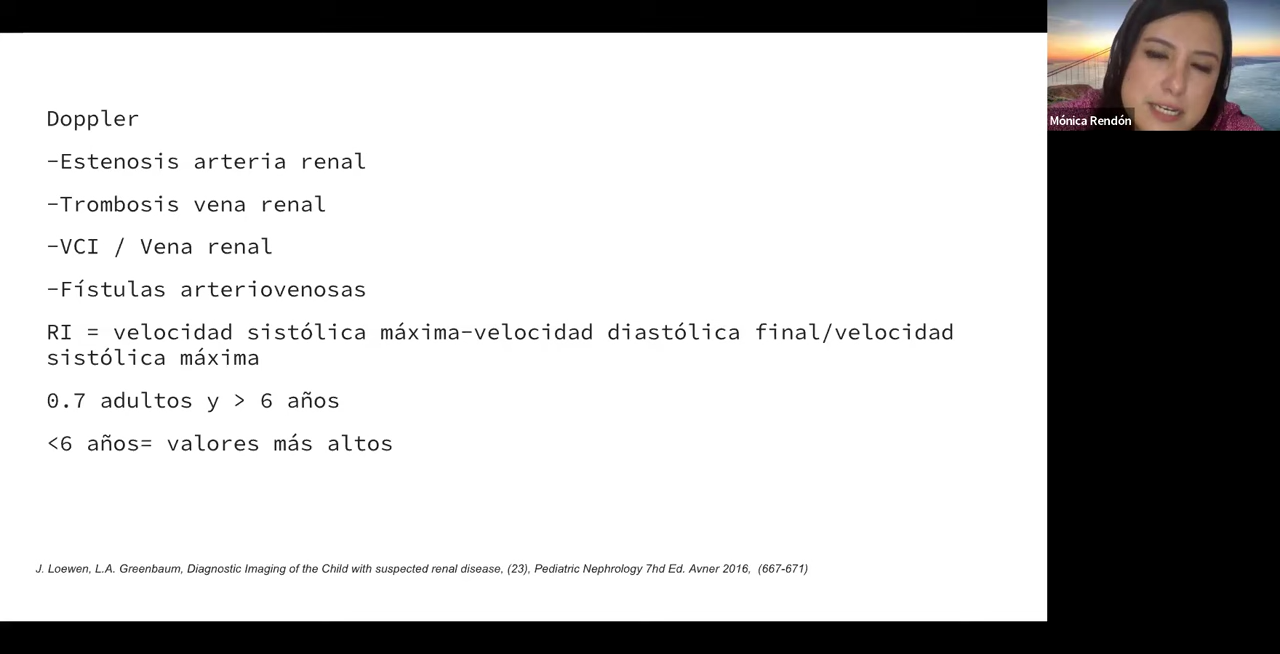 Doppler
-Estenosis arteria renal
-Trombosis vena renal
-VCI / Vena renal
-Fístulas arteriovenosas
RI = velocidad sistólica máxima-velocidad diastólica final/velocidad
sistólica máxima
0.7 adultos y > 6 años
<6 años= valores más altos
J. Loewen, L.A. Greenbaum, Diagnostic Imaging of the Child with suspected renal disease, (23), Pediatric Nephrology 7hd Ed. Avner 2016, (667-671)
Mónica Rendón